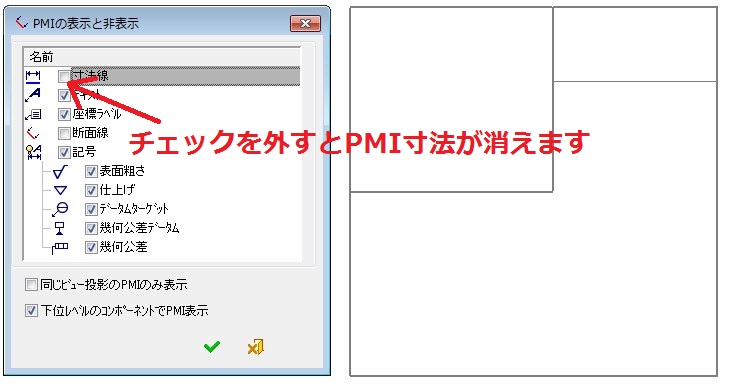 PMIの表示と非表示
名前
寸法線
テキスト
座標ﾗﾍﾞﾙ
断面線
チェックを外すとPMI寸法が消えます
記号
表面粗さ
仕上げ
ﾃﾞｰﾀﾑﾀｰｹﾞｯﾄ
幾何公差ﾃﾞｰﾀﾑ
幾何公差
同じﾋﾞｭｰ投影のPMIのみ表示
下位ﾚﾍﾞﾙのｺﾝﾎﾟｰﾈﾝﾄでPMI表示